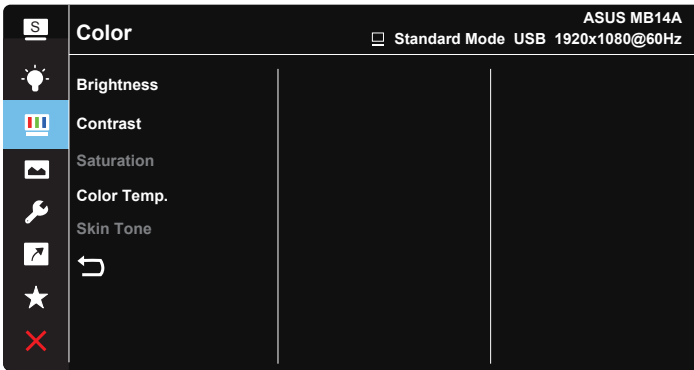 S
ASUS MB14A
Color
Standard Mode USB 1920x1080@60Hz
Brightness
Contrast
Saturation
Color Temp.
Skin Tone